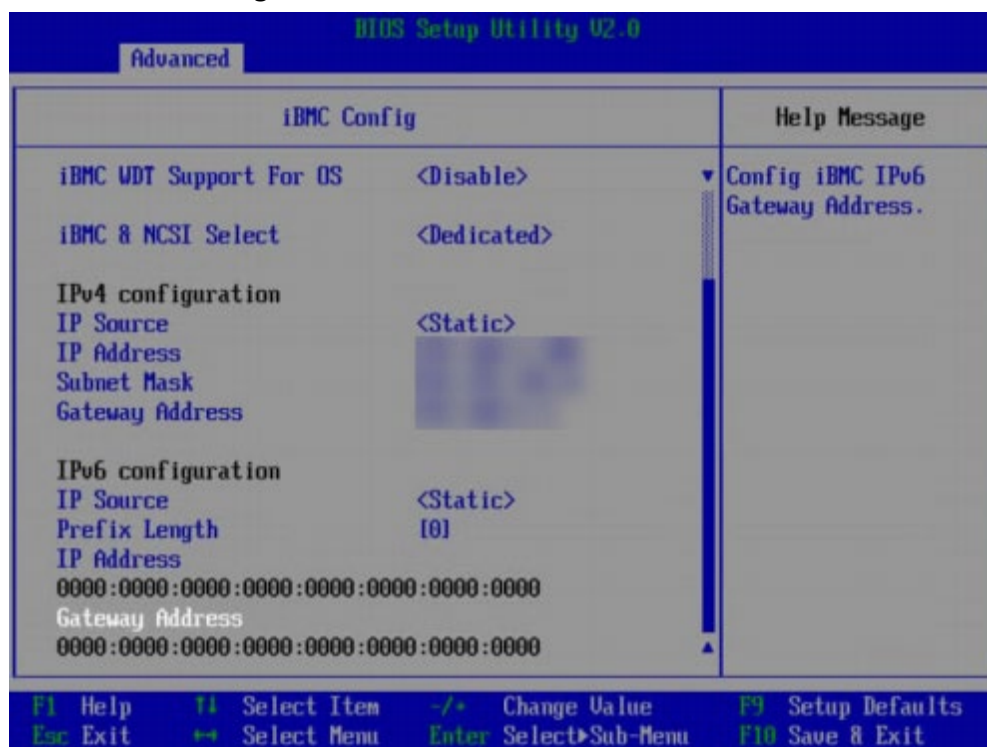 BIOS Setup Utility V2.0
Advanced
iBMC Config
Help Message
iBMC WDT Support For OS <Disable>
Config iBMC IPv6
Gateway Address.
iBMC & NCSI Select <Dedicated>
IPv4 configuration
IP Source <Static>
IP Address
Subnet Mask
Gateway Address
IPv6 configuration
IP Source <Static>
Prefix Length [0]
IP Address
0000:0000:0000:0000:0000:0000:0000:0000
Gateway Address
0000:0000:0000:0000:0000:0000:0000:0000
F1 Help ↑↓ Select Item -/+ Change Value F9 Setup Defaults
Esc Exit ↔ Select Menu Enter Select▶Sub-Menu F10 Save & Exit